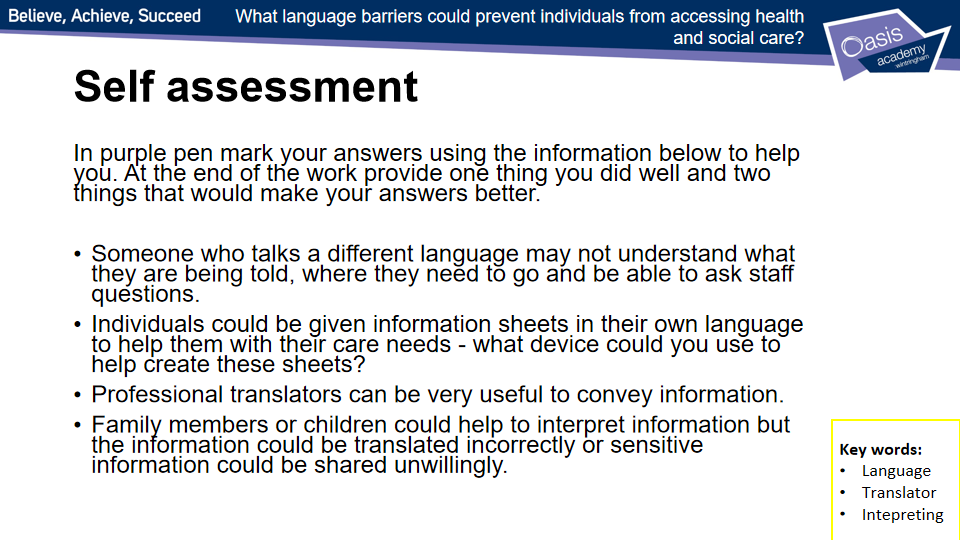 Believe, Achieve, Succeed
What language barriers could prevent individuals from accessing health
and social care?
Oasis
academy
wintringham
Self assessment
In purple pen mark your answers using the information below to help
you. At the end of the work provide one thing you did well and two
things that would make your answers better.
• Someone who talks a different language may not understand what
they are being told, where they need to go and be able to ask staff
questions.
• Individuals could be given information sheets in their own language
to help them with their care needs - what device could you use to
help create these sheets?
• Professional translators can be very useful to convey information.
• Family members or children could help to interpret information but
the information could be translated incorrectly or sensitive
information could be shared unwillingly.
Key words:
• Language
• Translator
• Intepreting